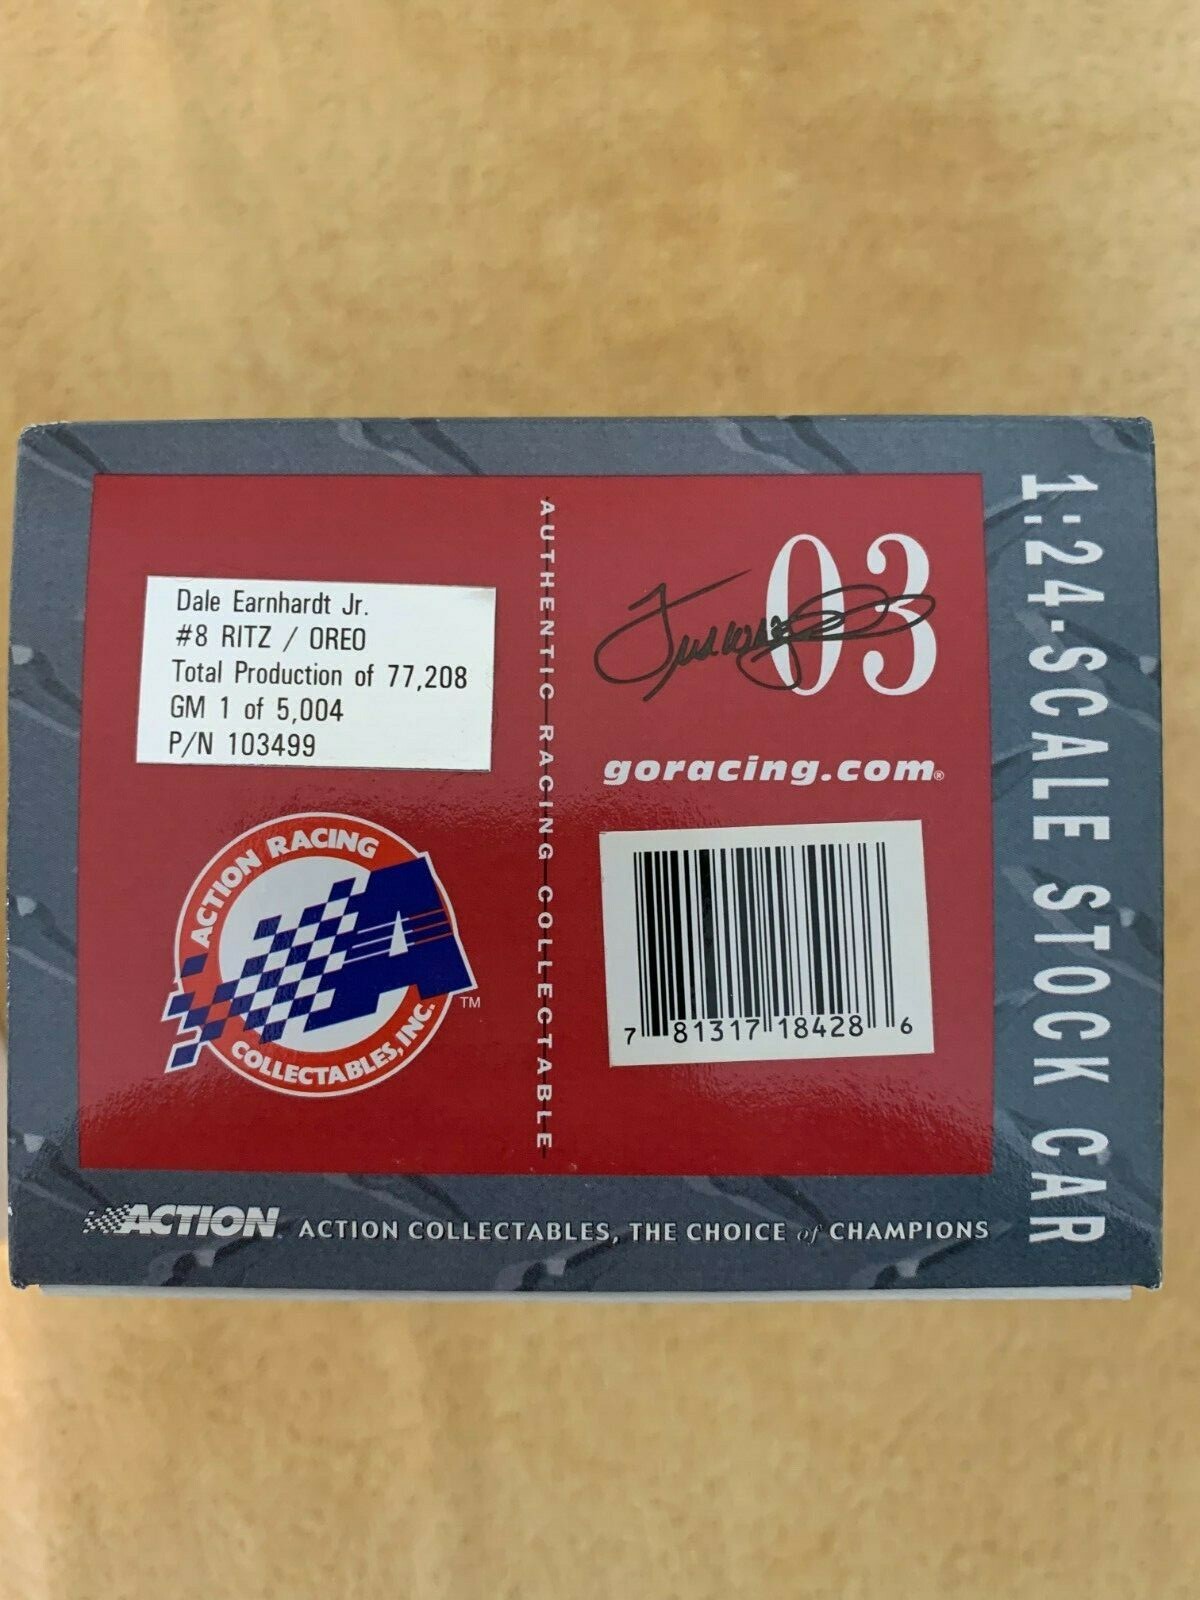 Dale Earnhardt Jr.
#8 RITZ / OREO
Total Production of 77,208
GM 1 of 5,004
P/N 103499
ACTION RACING
COLLECTABLES, INC.
A
TM
AUTHENTIC RACING COLLECTABLE
03
goracing.com®
7 81317 18428 6
1:24-SCALE STOCK CAR
ACTION
ACTION COLLECTABLES, THE CHOICE of CHAMPIONS